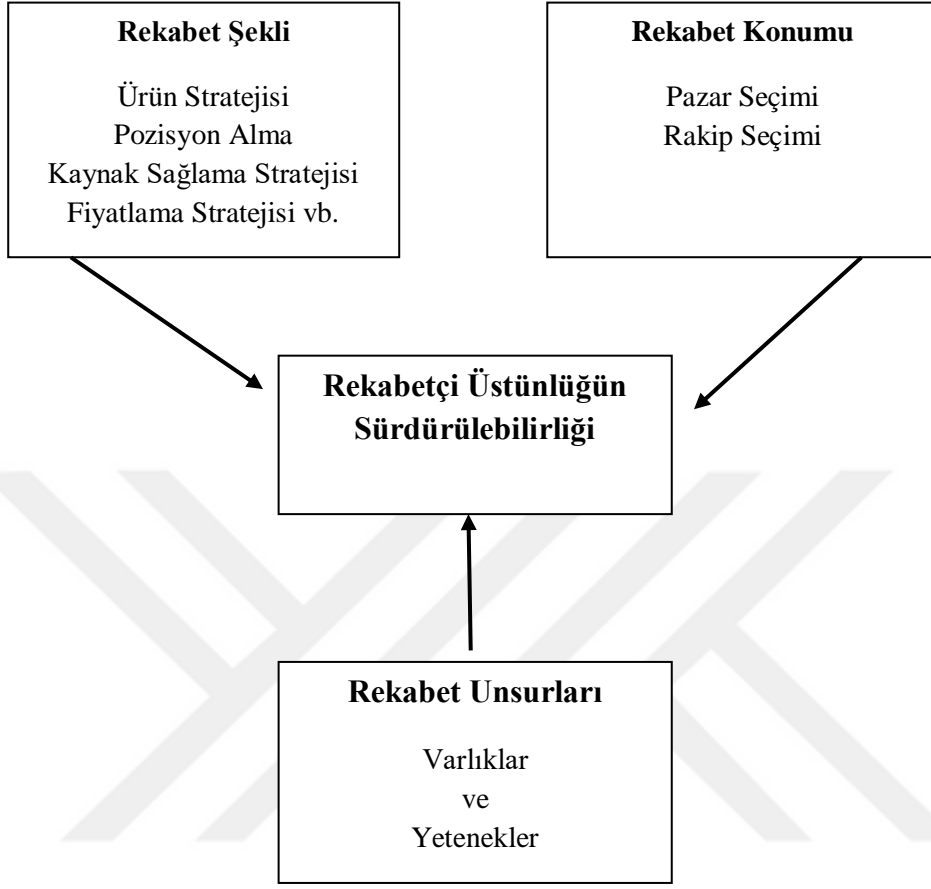 Rekabet Şekli
Ürün Stratejisi
Pozisyon Alma
Kaynak Sağlama Stratejisi
Fiyatlama Stratejisi vb.
Rekabet Konumu
Pazar Seçimi
Rakip Seçimi
Rekabetçi Üstünlüğün
Sürdürülebilirliği
Rekabet Unsurları
Varlıklar
ve
Yetenekler